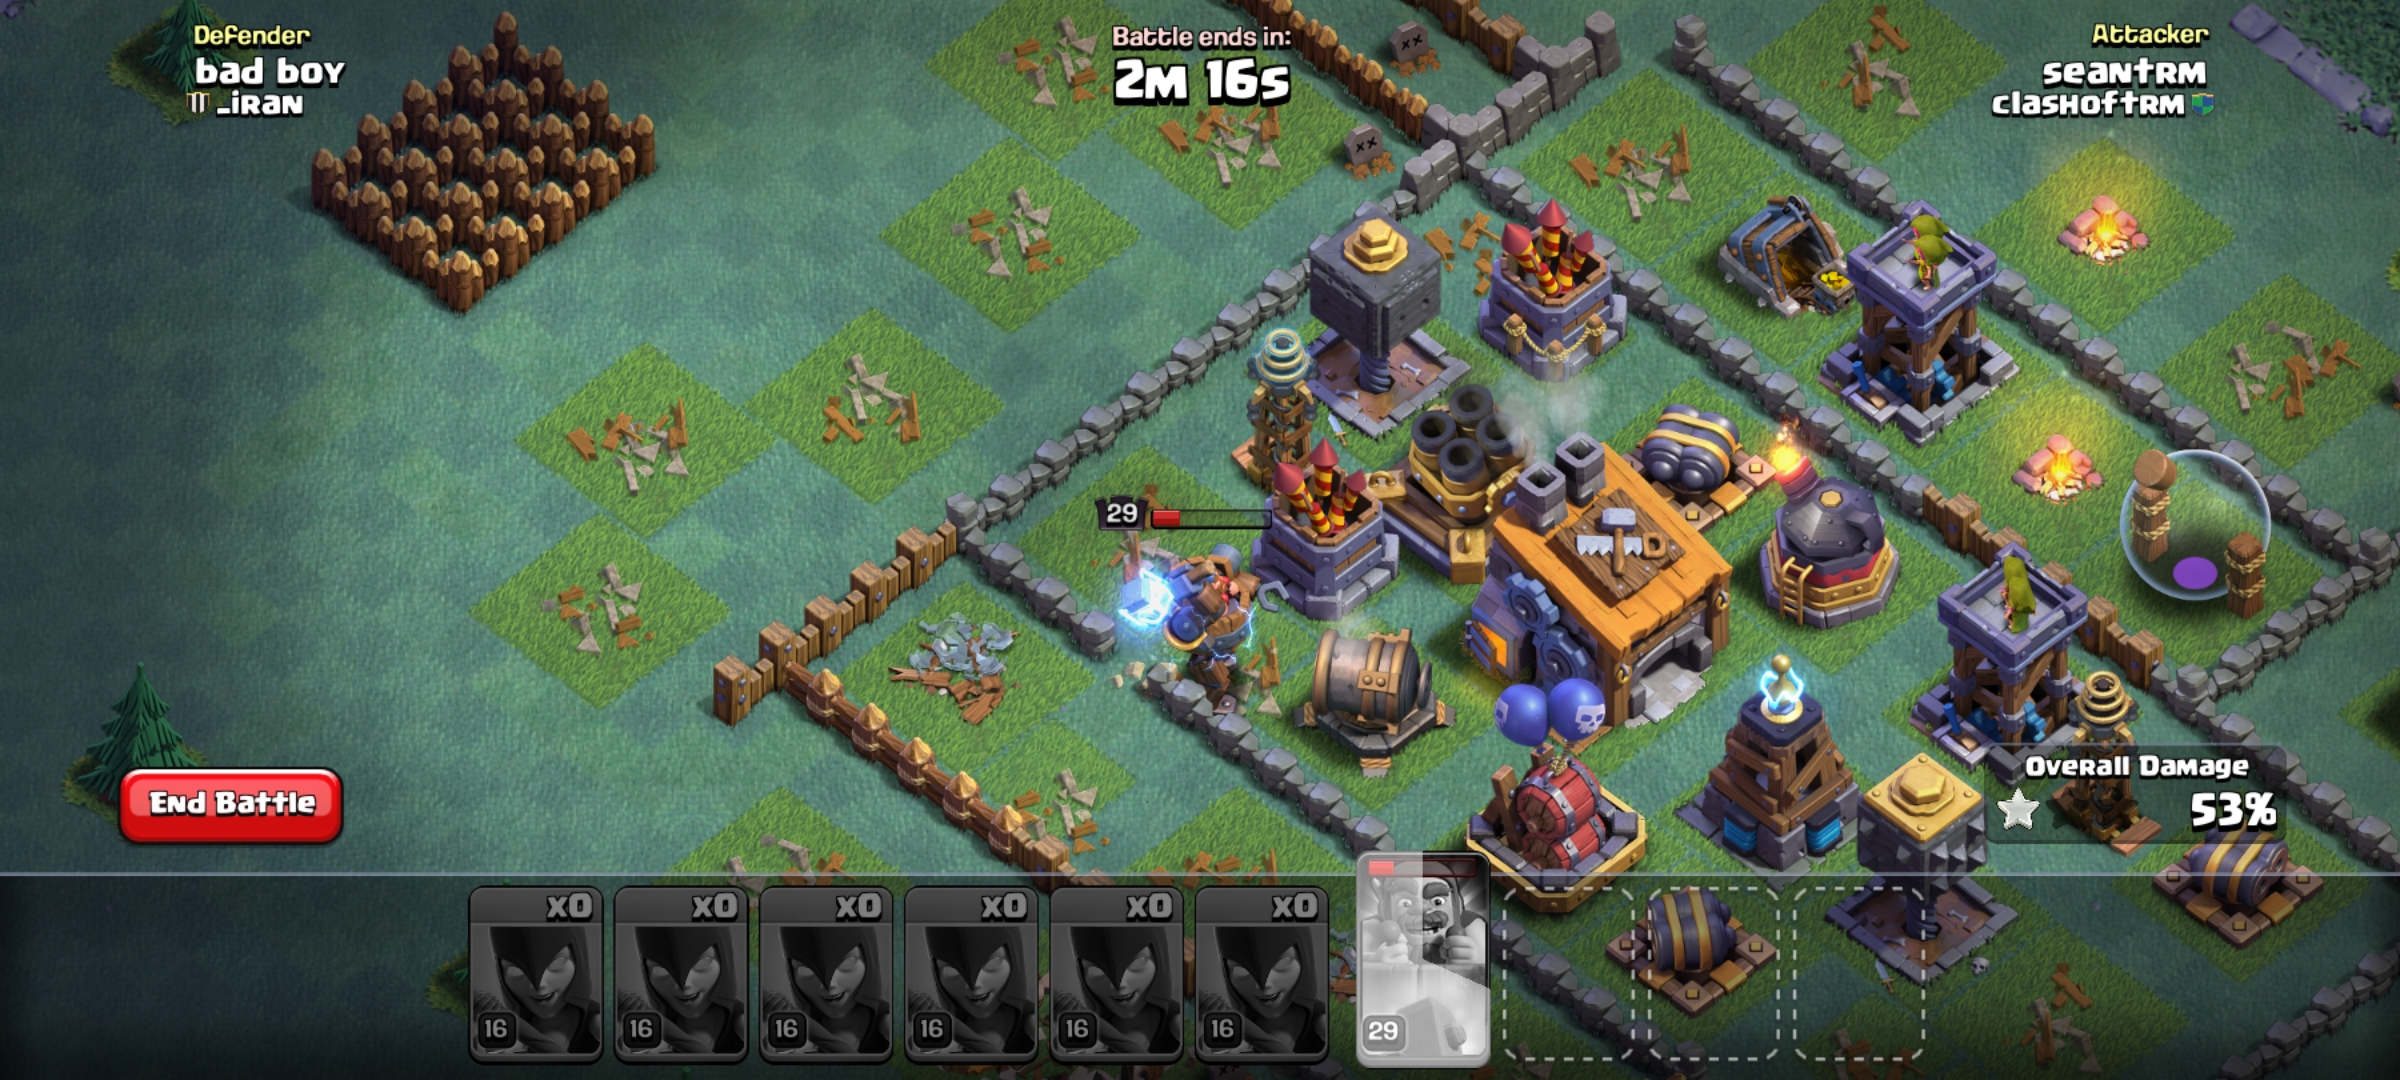 Defender
bad boy
_iran
Battle ends in:
2M 16s
Attacker
seantRM
clashoftRM
29
End Battle
Overall Damage
53%
x0
x0
x0
x0
x0
x0
16
16
16
16
16
16
29